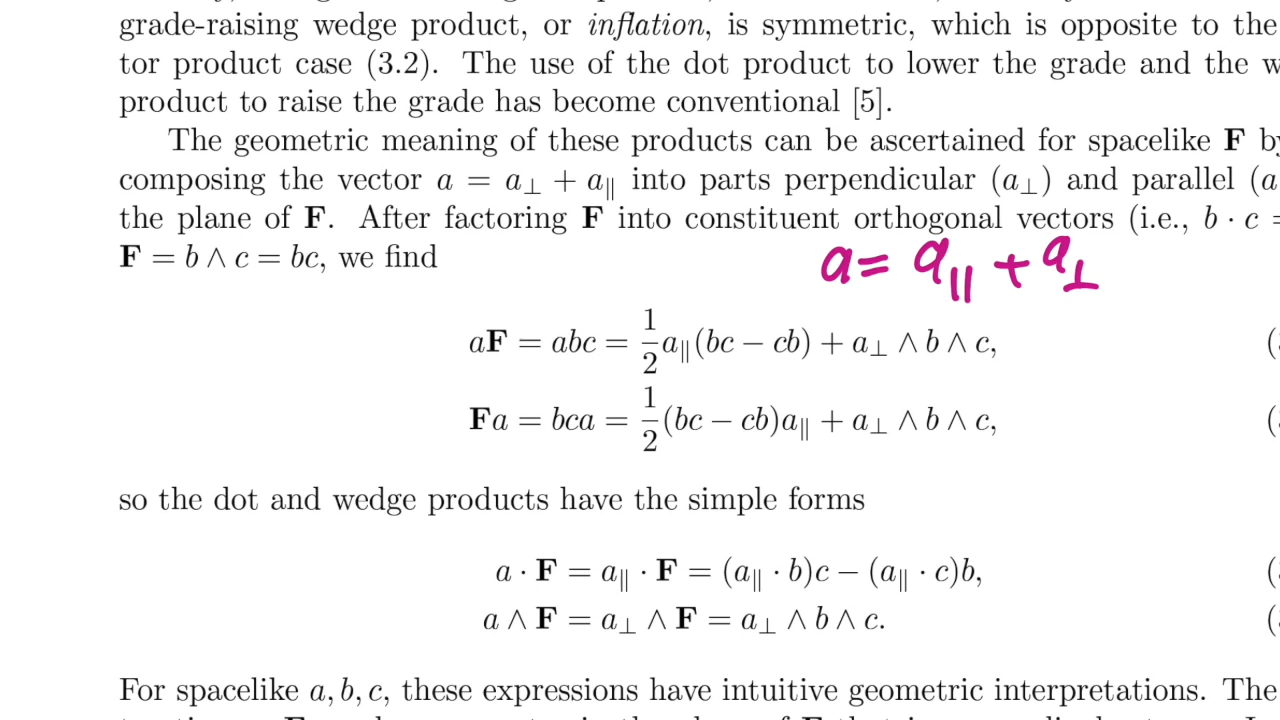 grade-raising wedge product, or inflation, is symmetric, which is opposite to the
tor product case (3.2). The use of the dot product to lower the grade and the w
product to raise the grade has become conventional [5].
The geometric meaning of these products can be ascertained for spacelike F by
composing the vector a = a⊥ + a∥ into parts perpendicular (a⊥) and parallel (a
the plane of F. After factoring F into constituent orthogonal vectors (i.e., b · c =
F = b ∧ c = bc, we find
a = a∥ + a⊥
aF = abc = 1/2 a∥(bc − cb) + a⊥ ∧ b ∧ c, (
Fa = bca = 1/2 (bc − cb)a∥ + a⊥ ∧ b ∧ c, (
so the dot and wedge products have the simple forms
a · F = a∥ · F = (a∥ · b)c − (a∥ · c)b, (
a ∧ F = a⊥ ∧ F = a⊥ ∧ b ∧ c. (
For spacelike a, b, c, these expressions have intuitive geometric interpretations. The